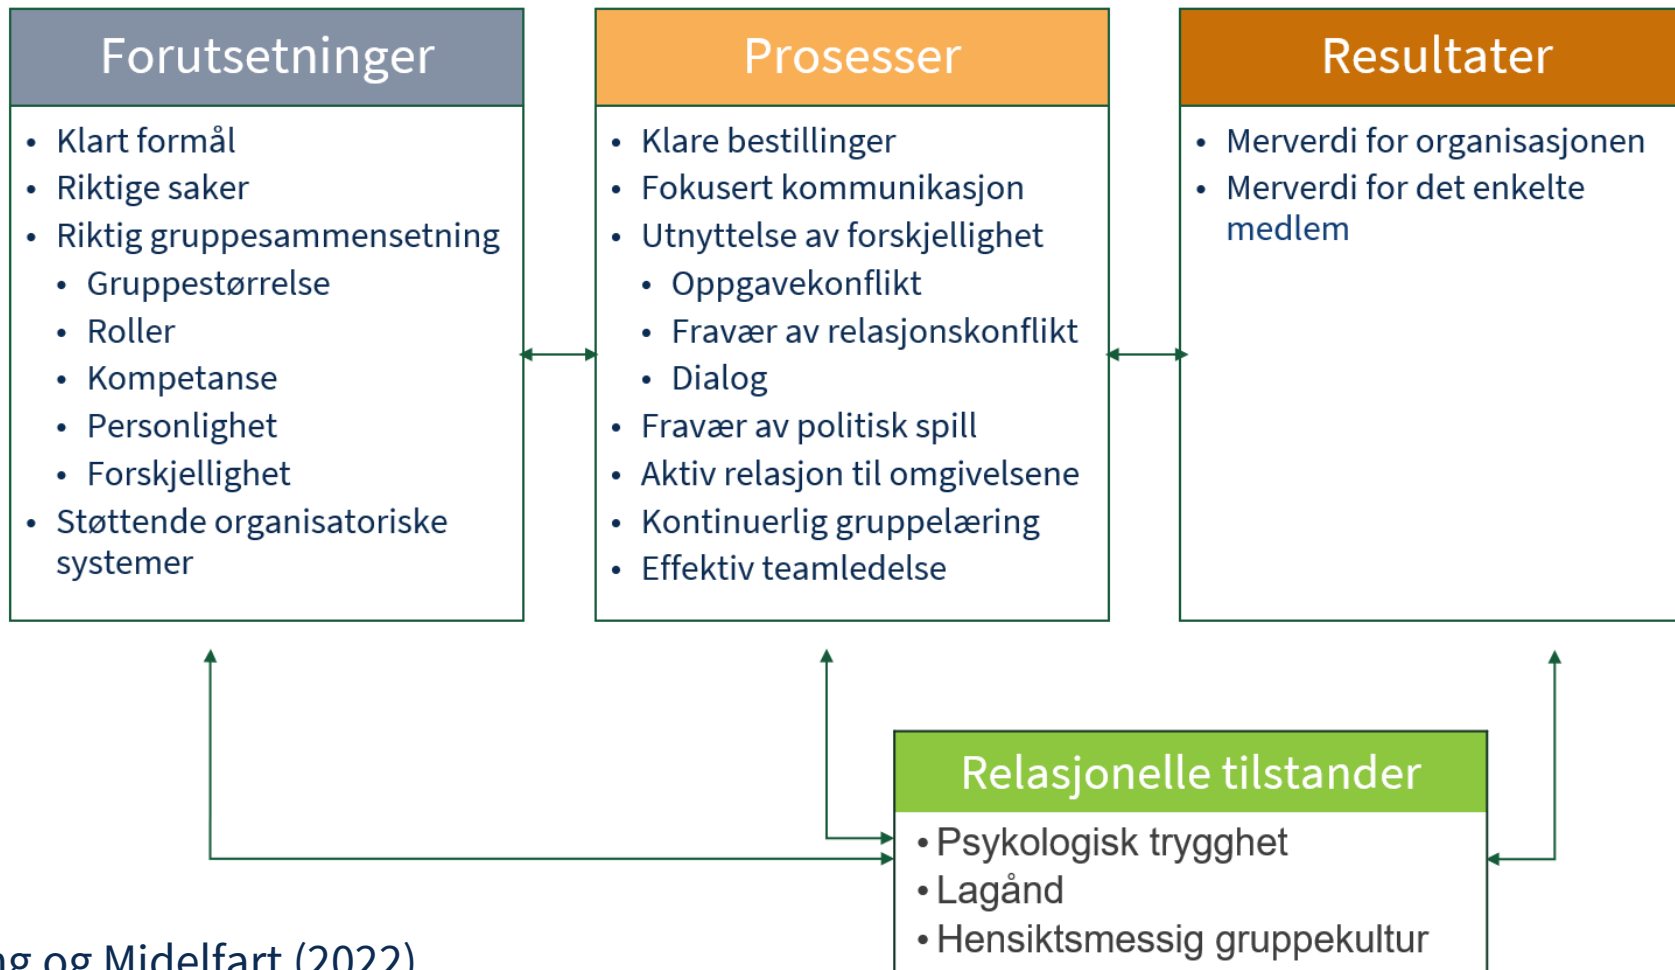 Forutsetninger
• Klart formål
• Riktige saker
• Riktig gruppesammensetning
• Gruppestørrelse
• Roller
• Kompetanse
• Personlighet
• Forskjellighet
• Støttende organisatoriske
systemer
Prosesser
• Klare bestillinger
• Fokusert kommunikasjon
• Utnyttelse av forskjellighet
• Oppgavekonflikt
• Fravær av relasjonskonflikt
• Dialog
• Fravær av politisk spill
• Aktiv relasjon til omgivelsene
• Kontinuerlig gruppelæring
• Effektiv teamledelse
Resultater
• Merverdi for organisasjonen
• Merverdi for det enkelte
medlem
Relasjonelle tilstander
• Psykologisk trygghet
• Lagånd
• Hensiktsmessig gruppekultur
og Midelfart (2022)